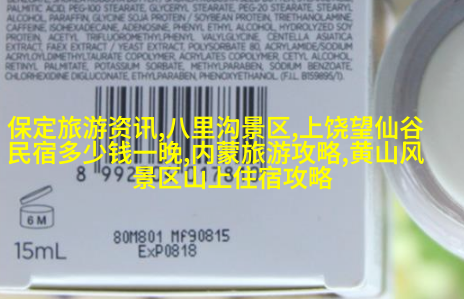 PALMITIC ACID, PEG-100 STEARATE, GLYCERYL STEARATE, PEG-20 STEARATE, STEARYL
ALCOHOL, PARFUM / FRAGRANCE, GLYCINE SOJA PROTEIN / SOYBEAN PROTEIN, TRIETHANOLAMINE,
CAFFEINE, ISOHEXADECANE, ADENOSINE, PHENYL ETHYL ALCOHOL, HYDROLYZED SOY
PROTEIN, ACETYL TRIFLUOROMETHYLPHENYL VALYLGLYCINE, CENTELLA ASIATICA
EXTRACT, FAEX EXTRACT / YEAST EXTRACT, POLYSORBATE 80, ACRYLAMIDE/SODIUM
ACRYLOYLDIMETHYLTAURATE COPOLYMER, ACRYLATES COPOLYMER, CETYL ALCOHOL,
RETINYL PALMITATE, POTASSIUM SORBATE, METHYLPARABEN, SODIUM BENZOATE,
CHLORHEXIDINE DIGLUCONATE, ETHYLPARABEN, PHENOXYETHANOL. (F.I.L. B159895/1).
保定旅游资讯,八里沟景区,上饶望仙谷
民宿多少钱一晚,内蒙旅游攻略,黄山风
景区山上住宿攻略
8 992
6 M
15mL
80M801 Mf90815
ExP0818